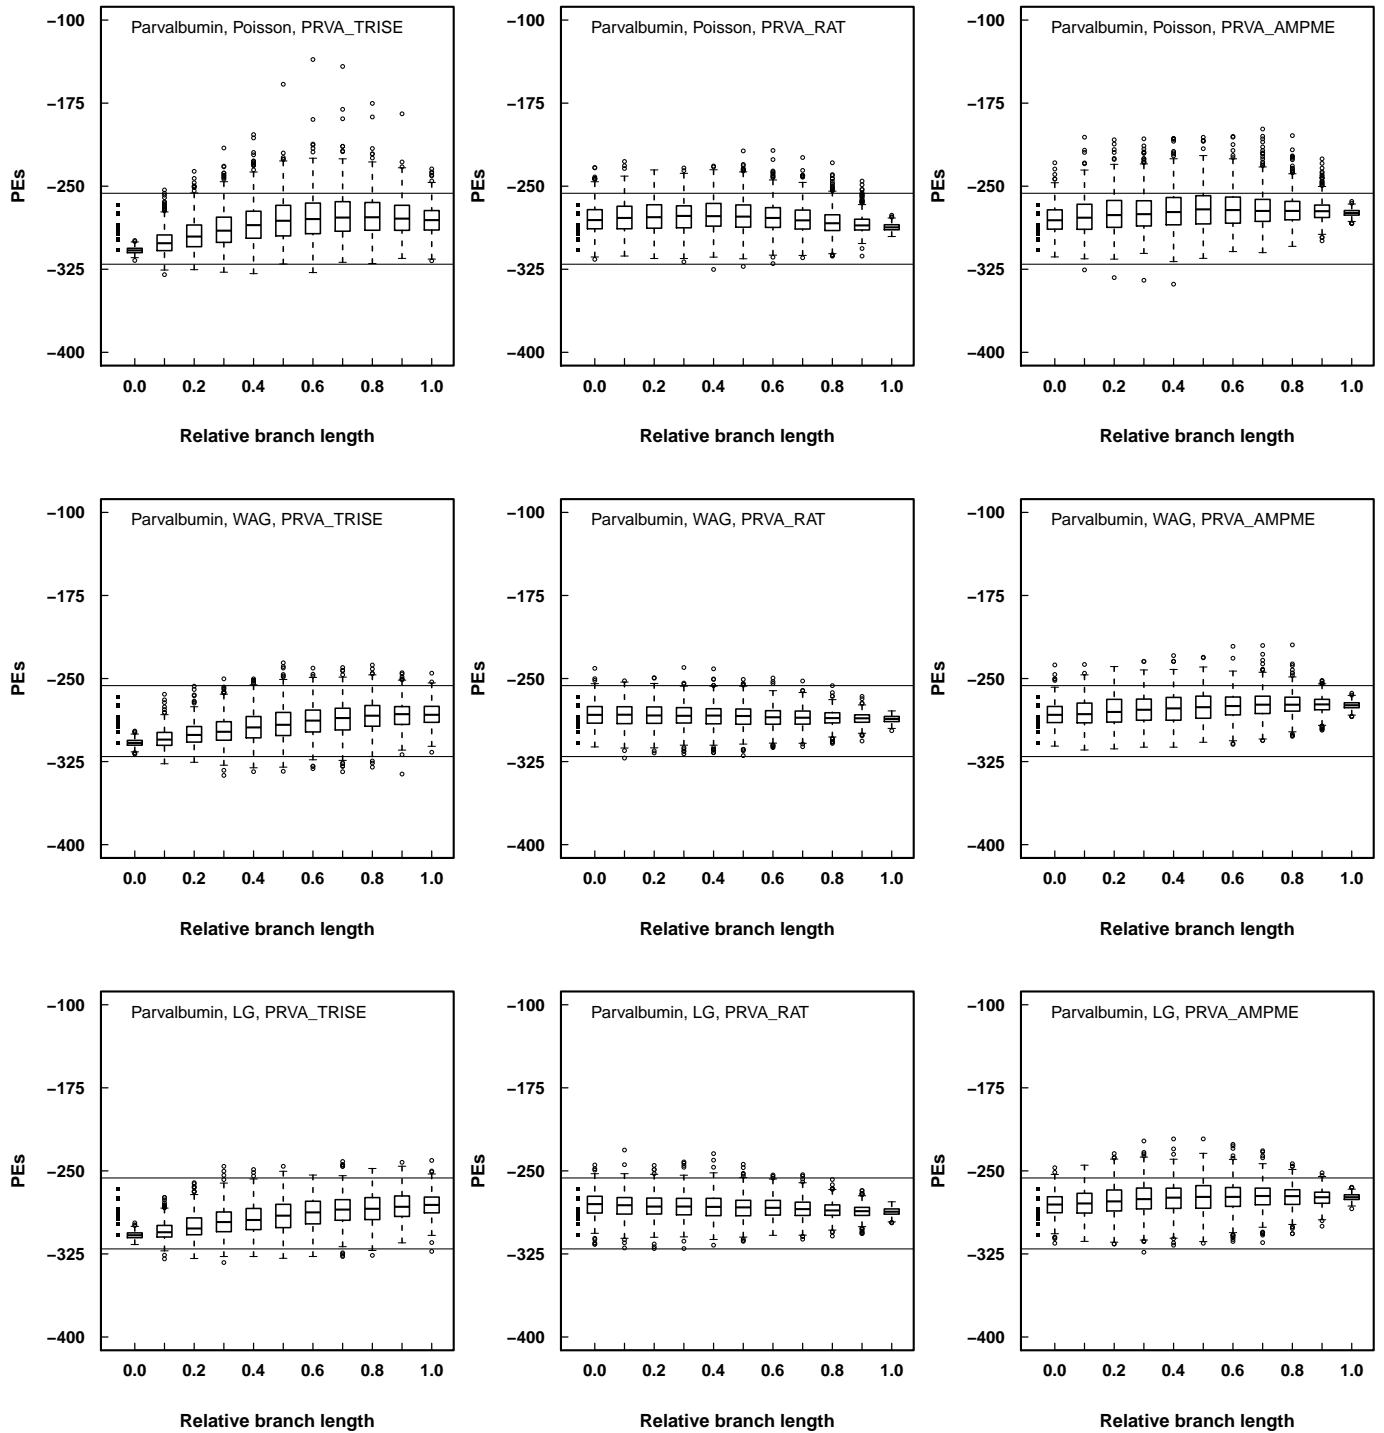 Parvalbumin, Poisson, PRVA_TRISE
−100
−175
−250
−325
−400
PEs
0.0 0.2 0.4 0.6 0.8 1.0
Relative branch length
Parvalbumin, Poisson, PRVA_RAT
−100
−175
−250
−325
−400
PEs
0.0 0.2 0.4 0.6 0.8 1.0
Relative branch length
Parvalbumin, Poisson, PRVA_AMPME
−100
−175
−250
−325
−400
PEs
0.0 0.2 0.4 0.6 0.8 1.0
Relative branch length
Parvalbumin, WAG, PRVA_TRISE
−100
−175
−250
−325
−400
PEs
0.0 0.2 0.4 0.6 0.8 1.0
Relative branch length
Parvalbumin, WAG, PRVA_RAT
−100
−175
−250
−325
−400
PEs
0.0 0.2 0.4 0.6 0.8 1.0
Relative branch length
Parvalbumin, WAG, PRVA_AMPME
−100
−175
−250
−325
−400
PEs
0.0 0.2 0.4 0.6 0.8 1.0
Relative branch length
Parvalbumin, LG, PRVA_TRISE
−100
−175
−250
−325
−400
PEs
0.0 0.2 0.4 0.6 0.8 1.0
Relative branch length
Parvalbumin, LG, PRVA_RAT
−100
−175
−250
−325
−400
PEs
0.0 0.2 0.4 0.6 0.8 1.0
Relative branch length
Parvalbumin, LG, PRVA_AMPME
−100
−175
−250
−325
−400
PEs
0.0 0.2 0.4 0.6 0.8 1.0
Relative branch length